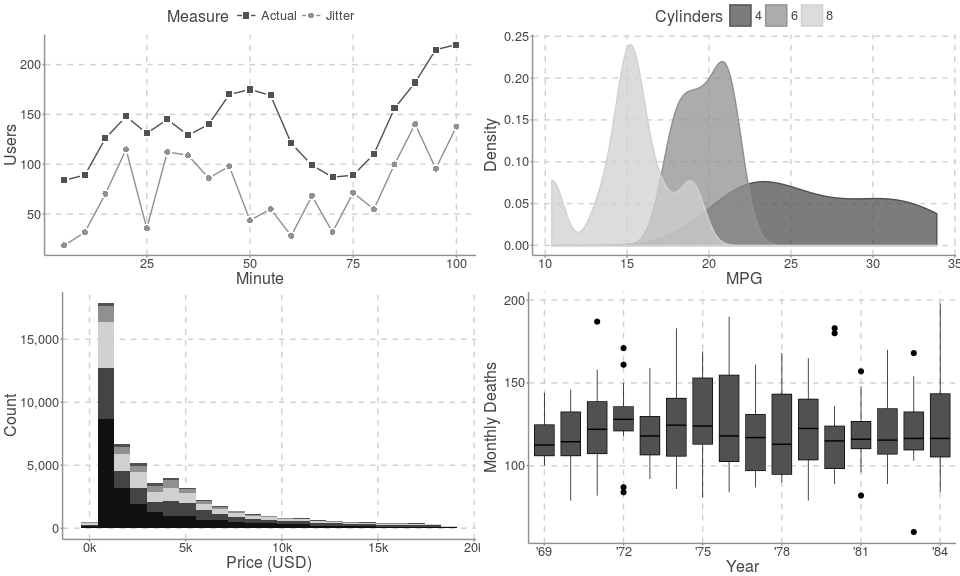 Measure Actual Jitter
200
150
100
50
Users
25 50 75 100
Minute
Cylinders 4 6 8
0.25
0.20
0.15
0.10
0.05
0.00
Density
10 15 20 25 30 35
MPG
15,000
10,000
5,000
0
Count
0k 5k 10k 15k 20k
Price (USD)
200
150
100
Monthly Deaths
'69 '72 '75 '78 '81 '84
Year